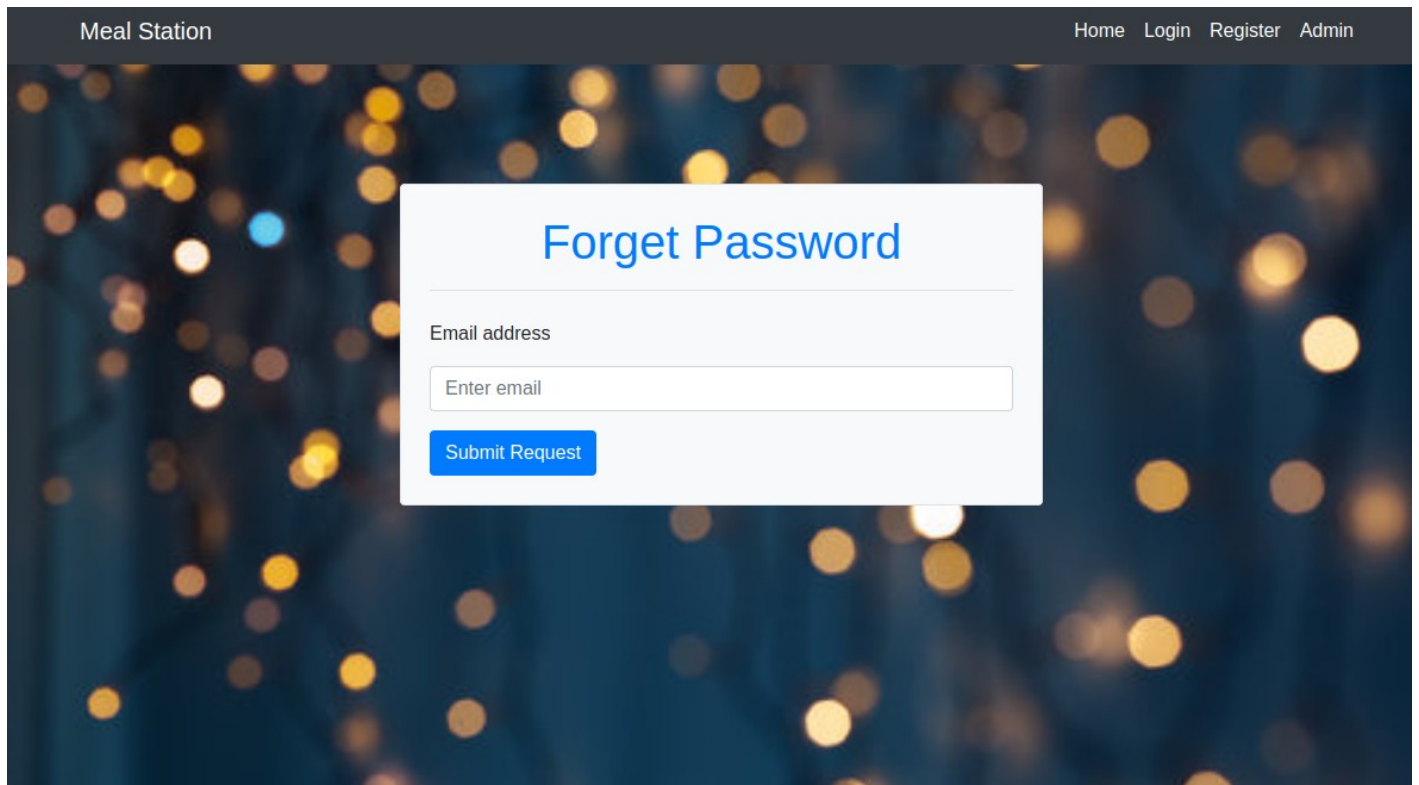 Meal Station Home Login Register Admin
Forget Password
Email address
Enter email
Submit Request